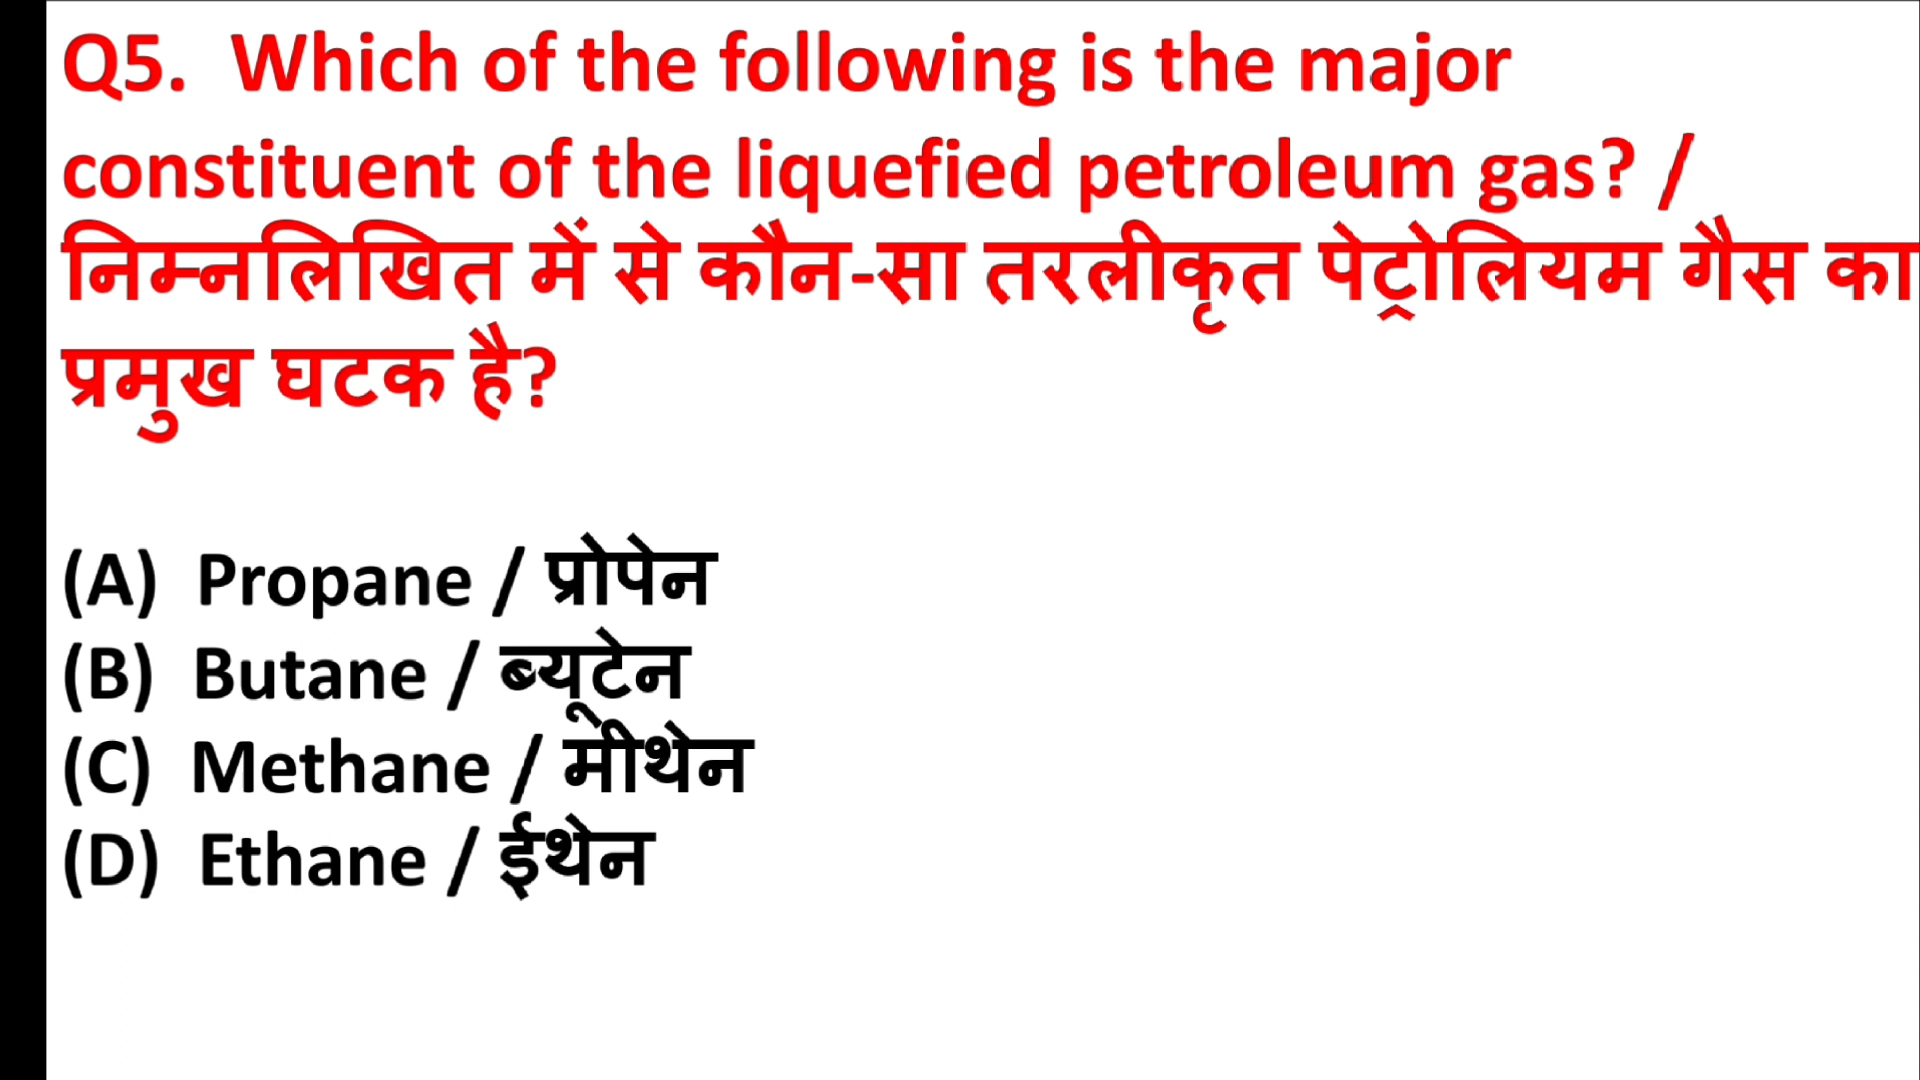 Q5. Which of the following is the major
constituent of the liquefied petroleum gas? /
निम्नलिखित में से कौन-सा तरलीकृत पेट्रोलियम गैस का
प्रमुख घटक है?
(A) Propane / प्रोपेन
(B) Butane / ब्यूटेन
(C) Methane / मीथेन
(D) Ethane / ईथेन